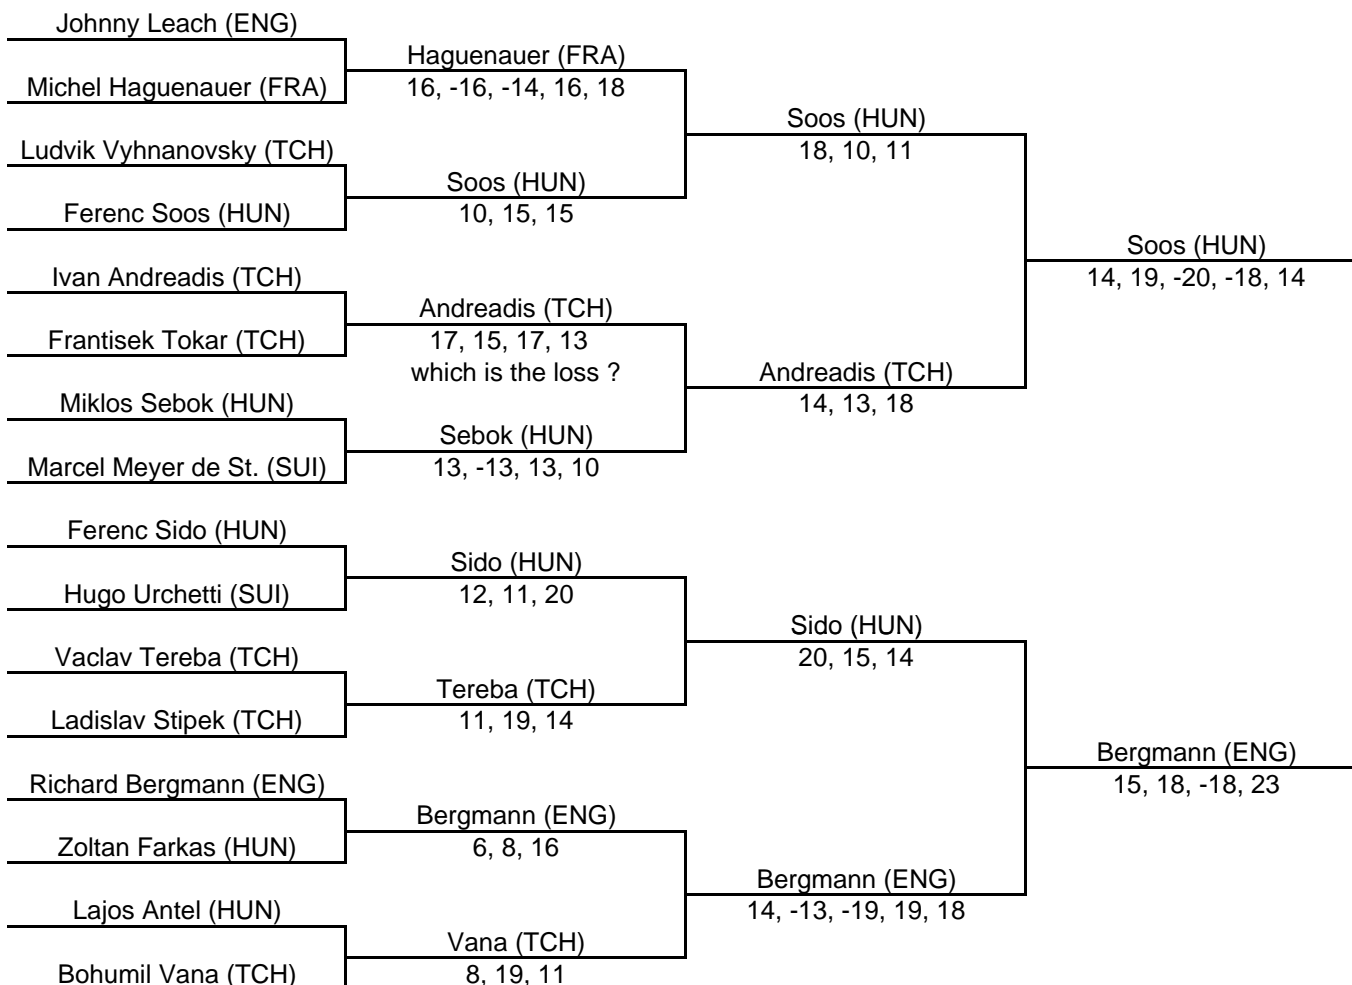 Johnny Leach (ENG)
Haguenauer (FRA)
Michel Haguenauer (FRA)
16, -16, -14, 16, 18
Soos (HUN)
Ludvik Vyhnanovsky (TCH)
18, 10, 11
Soos (HUN)
Ferenc Soos (HUN)
10, 15, 15
Soos (HUN)
Ivan Andreadis (TCH)
14, 19, -20, -18, 14
Andreadis (TCH)
Frantisek Tokar (TCH)
17, 15, 17, 13
which is the loss ?
Andreadis (TCH)
Miklos Sebok (HUN)
14, 13, 18
Sebok (HUN)
Marcel Meyer de St. (SUI)
13, -13, 13, 10
Ferenc Sido (HUN)
Sido (HUN)
Hugo Urchetti (SUI)
12, 11, 20
Sido (HUN)
Vaclav Tereba (TCH)
20, 15, 14
Tereba (TCH)
Ladislav Stipek (TCH)
11, 19, 14
Bergmann (ENG)
Richard Bergmann (ENG)
15, 18, -18, 23
Bergmann (ENG)
Zoltan Farkas (HUN)
6, 8, 16
Bergmann (ENG)
Lajos Antel (HUN)
14, -13, -19, 19, 18
Vana (TCH)
Bohumil Vana (TCH)
8, 19, 11